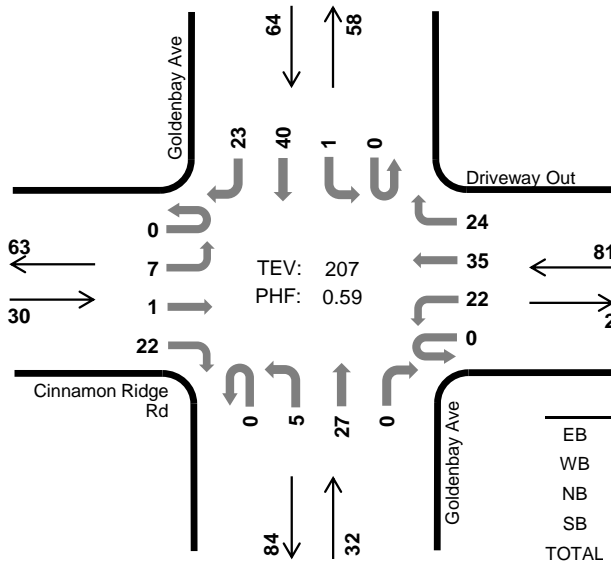 Goldenbay Ave
64
58
23
40
1
0
Driveway Out
0
24
63
7
TEV: 207
35
81
30
1
PHF: 0.59
22
2
22
0
Cinnamon Ridge
Rd
0
5
27
0
Goldenbay Ave
EB
WB
NB
SB
TOTAL
84
32